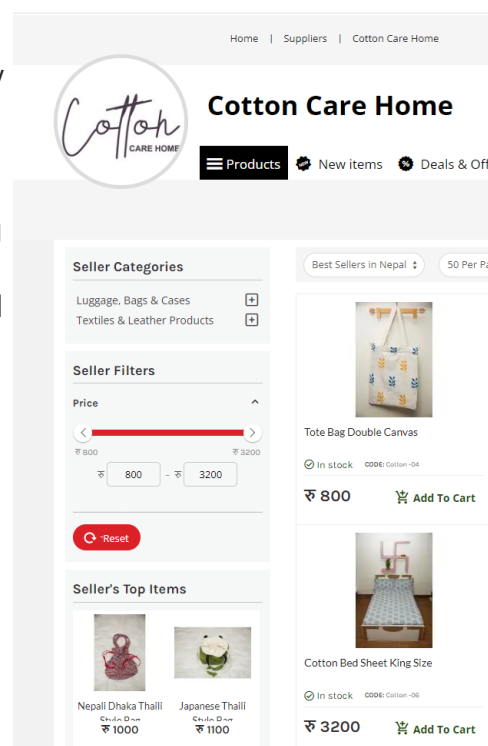 Home | Suppliers | Cotton Care Home
Cotton
CARE HOME
Cotton Care Home
Products
New items
Deals & Off
Seller Categories
Luggage, Bags & Cases
Textiles & Leather Products
Seller Filters
Price
रु 800
रु 3200
रु 800 - रु 3200
Reset
Seller's Top Items
Nepali Dhaka Thaili
Style Bag
रु 1000
Japanese Thaili
Style Bag
रु 1100
Best Sellers in Nepal
50 Per Pa
Tote Bag Double Canvas
In stock CODE: Cotton -04
रु 800 Add To Cart
Cotton Bed Sheet King Size
In stock CODE: Cotton -06
रु 3200 Add To Cart